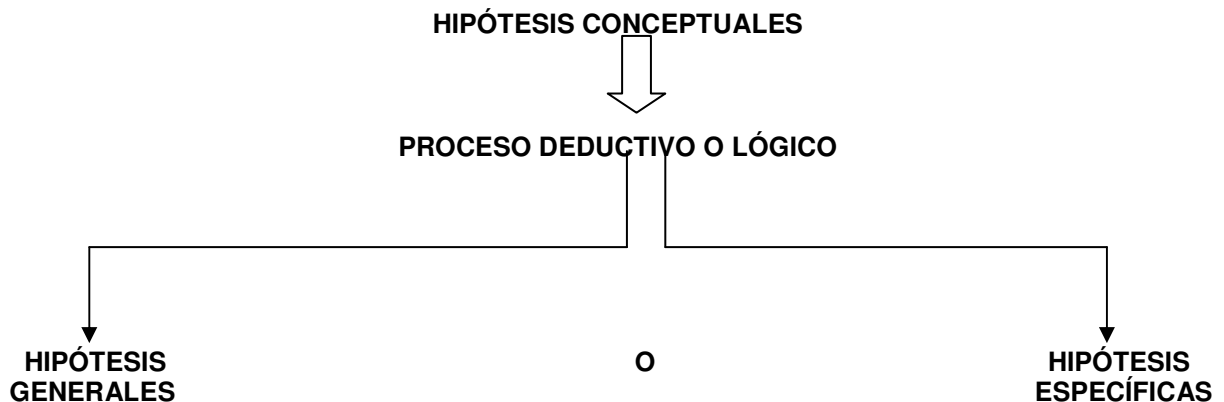 HIPÓTESIS CONCEPTUALES
PROCESO DEDUCTIVO O LÓGICO
HIPÓTESIS
GENERALES
O
HIPÓTESIS
ESPECÍFICAS